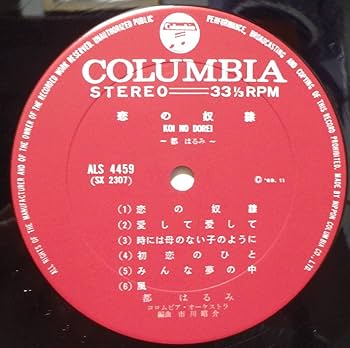 ALL RIGHTS OF THE MANUFACTURER AND OF THE OWNER OF THE RECORDED WORK RESERVED. UNAUTHORIZED PUBLIC PERFORMANCE, BROADCASTING AND COPYING OF THIS RECORD PROHIBITED. MADE BY NIPPON COLUMBIA CO., LTD.
COLUMBIA
STEREO 33⅓ RPM
恋の奴隷
KOI NO DOREI
~ 都 はるみ ~
ALS 4459
(SX 2307)
Ⓟ '69. 11
(1) 恋の奴隷
(2) 愛して愛して
(3) 時には母のない子のように
(4) 初恋のひと
(5) みんな夢の中
(6) 風
都 はるみ
コロムビア・オーケストラ
編曲 市川昭介